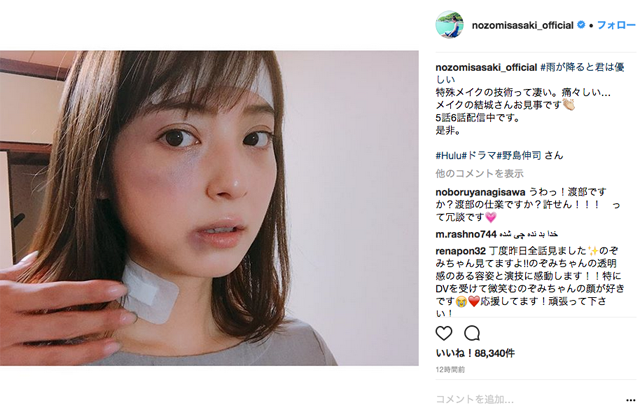 nozomisasaki_official • フォロー
nozomisasaki_official #雨が降ると君は優
しい
特殊メイクの技術って凄い。痛々しい…
メイクの結城さんお見事です👏🏻
5話6話配信中です。
是非。
#Hulu#ドラマ#野島伸司 さん
他のコメントを表示
noboruyanagisawa うわっ！渡部です
か？渡部の仕業ですか？許せん！！！　っ
て冗談です💗
m.rashno744 خدا بد نده چی شده
renapon32 丁度昨日全話見ました✨のぞ
みちゃん見てますよ!!のぞみちゃんの透明
感のある容姿と演技に感動します！！特に
DVを受けて微笑むのぞみちゃんの顔が好き
です😭❤️応援してます！頑張って下さ
い！
いいね！88,340件
12時間前
コメントを追加...